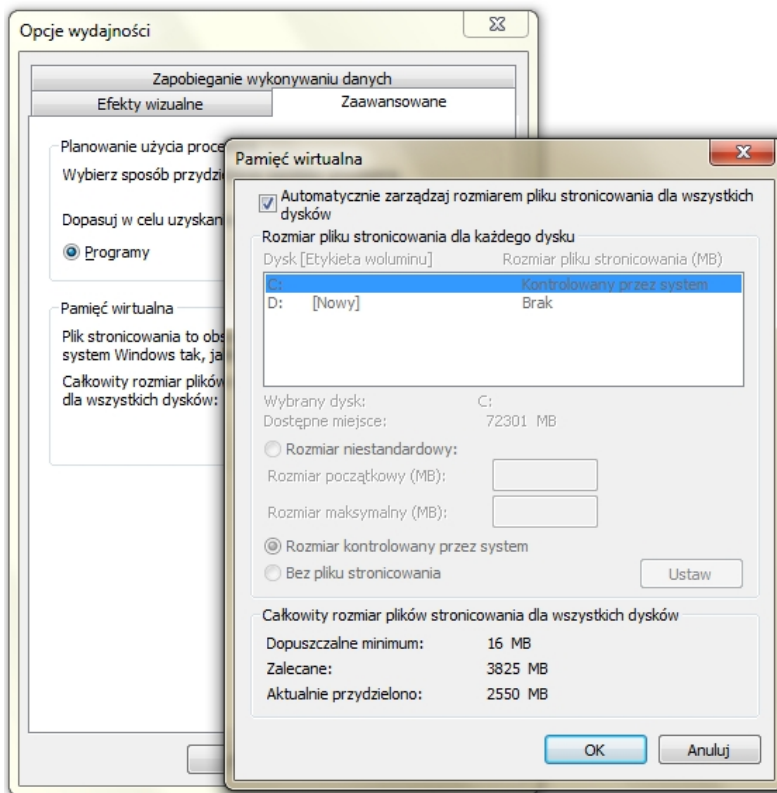 Opcje wydajności
Zapobieganie wykonywaniu danych
Efekty wizualne
Zaawansowane
Planowanie użycia
Wybierz sposób
Dopasuj w celu
Programy
Pamięć wirtualna
Plik stronicowania to
system Windows tak,
Całkowity rozmiar plików
dla wszystkich dysków:
Pamięć wirtualna
Automatycznie zarządzaj rozmiarem pliku stronicowania dla wszystkich
dysków
Rozmiar pliku stronicowania dla każdego dysku
Dysk [Etykieta woluminu] Rozmiar pliku stronicowania (MB)
C: Kontrolowany przez system
D: [Nowy] Brak
Wybrany dysk: C:
Dostępne miejsce: 72301 MB
Rozmiar niestandardowy:
Rozmiar początkowy (MB):
Rozmiar maksymalny (MB):
Rozmiar kontrolowany przez system
Bez pliku stronicowania
Ustaw
Całkowity rozmiar plików stronicowania dla wszystkich dysków
Dopuszczalne minimum: 16 MB
Zalecane: 3825 MB
Aktualnie przydzielono: 2550 MB
OK Anuluj